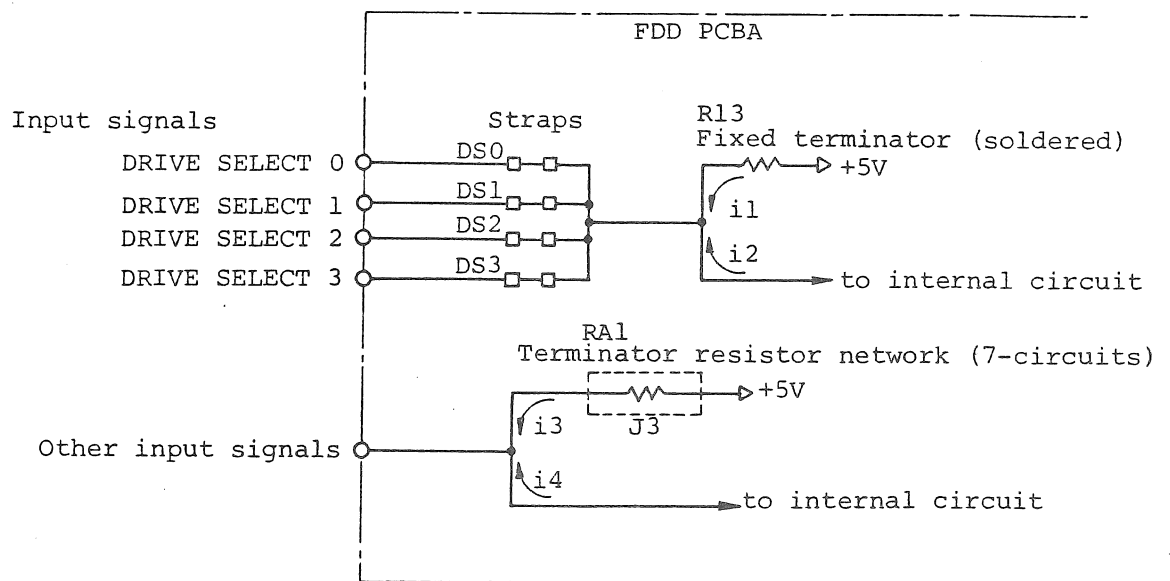 FDD PCBA
Input signals
Straps
R13
Fixed terminator (soldered)
DRIVE SELECT 0
DS0
+5V
DRIVE SELECT 1
DS1
i1
DRIVE SELECT 2
DS2
i2
DRIVE SELECT 3
DS3
to internal circuit
RA1
Terminator resistor network (7-circuits)
+5V
i3
J3
Other input signals
i4
to internal circuit